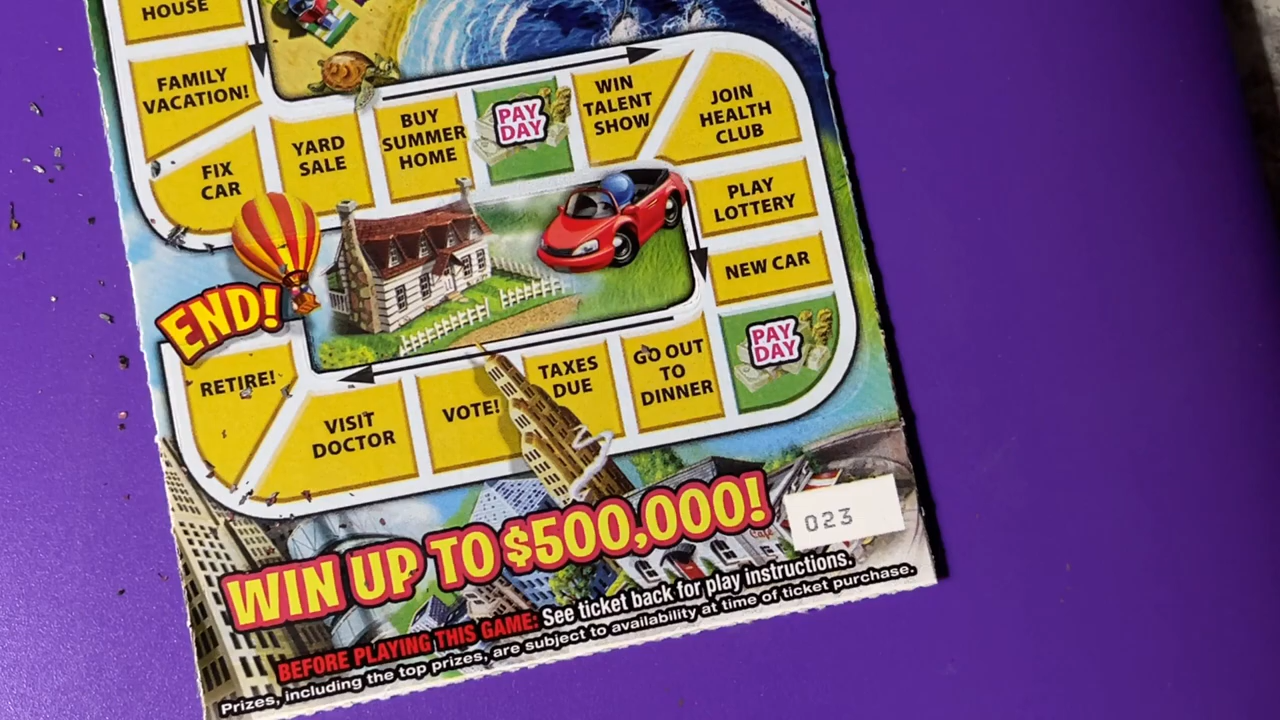 HOUSE
FAMILY
VACATION!
FIX
CAR
YARD
SALE
BUY
SUMMER
HOME
PAY
DAY
WIN
TALENT
SHOW
JOIN
HEALTH
CLUB
PLAY
LOTTERY
NEW CAR
PAY
DAY
GO OUT
TO
DINNER
TAXES
DUE
VOTE!
VISIT
DOCTOR
RETIRE!
END!
WIN UP TO $500,000!
023
BEFORE PLAYING THIS GAME: See ticket back for play instructions.
Prizes, including the top prizes, are subject to availability at time of ticket purchase.